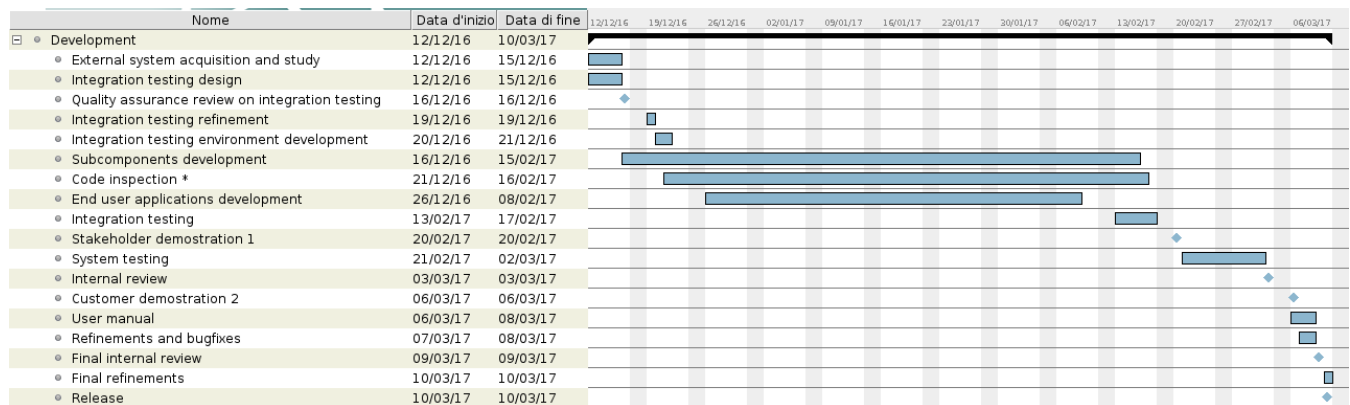 Nome Data d'inizio Data di fine 12/12/16 19/12/16 26/12/16 02/01/17 09/01/17 16/01/17 23/01/17 30/01/17 06/02/17 13/02/17 20/02/17 27/02/17 06/03/17
Development 12/12/16 10/03/17
External system acquisition and study 12/12/16 15/12/16
Integration testing design 12/12/16 15/12/16
Quality assurance review on integration testing 16/12/16 16/12/16
Integration testing refinement 19/12/16 19/12/16
Integration testing environment development 20/12/16 21/12/16
Subcomponents development 16/12/16 15/02/17
Code inspection * 21/12/16 16/02/17
End user applications development 26/12/16 08/02/17
Integration testing 13/02/17 17/02/17
Stakeholder demostration 1 20/02/17 20/02/17
System testing 21/02/17 02/03/17
Internal review 03/03/17 03/03/17
Customer demostration 2 06/03/17 06/03/17
User manual 06/03/17 08/03/17
Refinements and bugfixes 07/03/17 08/03/17
Final internal review 09/03/17 09/03/17
Final refinements 10/03/17 10/03/17
Release 10/03/17 10/03/17